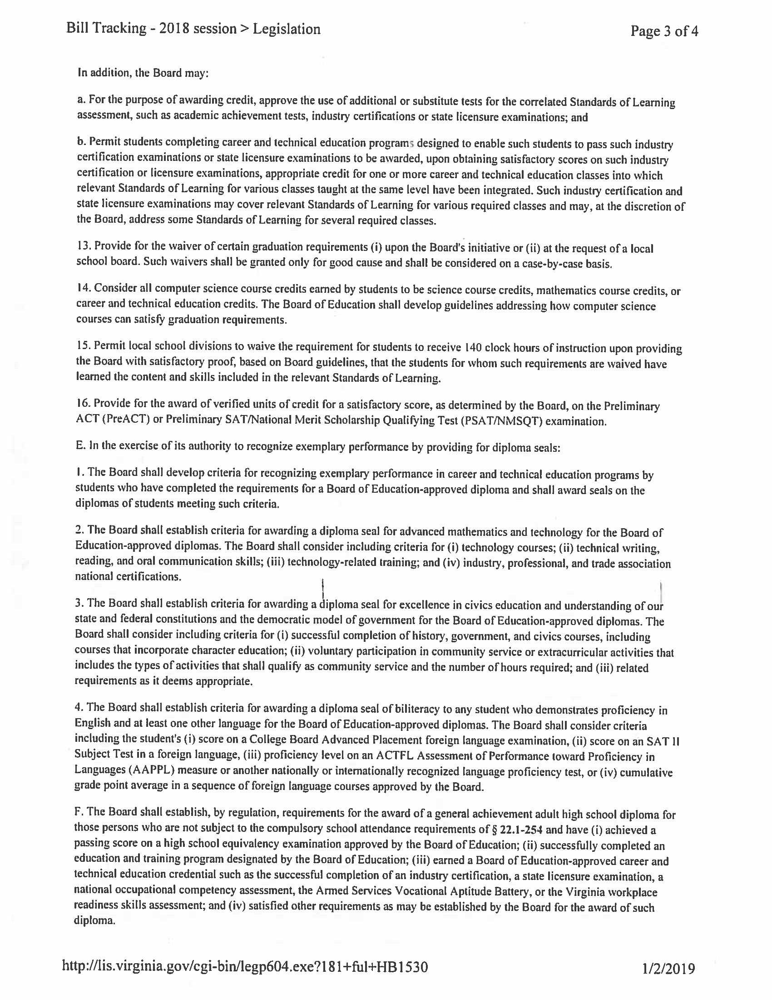 Bill Tracking - 2018 session > Legislation
Page 3 of 4
In addition, the Board may:
a. For the purpose of awarding credit, approve the use of additional or substitute tests for the correlated Standards of Learning
assessment, such as academic achievement tests, industry certifications or state licensure examinations; and
b. Permit students completing career and technical education programs designed to enable such students to pass such industry
certification examinations or state licensure examinations to be awarded, upon obtaining satisfactory scores on such industry
certification or licensure examinations, appropriate credit for one or more career and technical education classes into which
relevant Standards of Learning for various classes taught at the same level have been integrated. Such industry certification and
state licensure examinations may cover relevant Standards of Learning for various required classes and may, at the discretion of
the Board, address some Standards of Learning for several required classes.
13. Provide for the waiver of certain graduation requirements (i) upon the Board's initiative or (ii) at the request of a local
school board. Such waivers shall be granted only for good cause and shall be considered on a case-by-case basis.
14. Consider all computer science course credits earned by students to be science course credits, mathematics course credits, or
career and technical education credits. The Board of Education shall develop guidelines addressing how computer science
courses can satisfy graduation requirements.
15. Permit local school divisions to waive the requirement for students to receive 140 clock hours of instruction upon providing
the Board with satisfactory proof, based on Board guidelines, that the students for whom such requirements are waived have
learned the content and skills included in the relevant Standards of Learning.
16. Provide for the award of verified units of credit for a satisfactory score, as determined by the Board, on the Preliminary
ACT (PreACT) or Preliminary SAT/National Merit Scholarship Qualifying Test (PSAT/NMSQT) examination.
E. In the exercise of its authority to recognize exemplary performance by providing for diploma seals:
1. The Board shall develop criteria for recognizing exemplary performance in career and technical education programs by
students who have completed the requirements for a Board of Education-approved diploma and shall award seals on the
diplomas of students meeting such criteria.
2. The Board shall establish criteria for awarding a diploma seal for advanced mathematics and technology for the Board of
Education-approved diplomas. The Board shall consider including criteria for (i) technology courses; (ii) technical writing,
reading, and oral communication skills; (iii) technology-related training; and (iv) industry, professional, and trade association
national certifications.
3. The Board shall establish criteria for awarding a diploma seal for excellence in civics education and understanding of our
state and federal constitutions and the democratic model of government for the Board of Education-approved diplomas. The
Board shall consider including criteria for (i) successful completion of history, government, and civics courses, including
courses that incorporate character education; (ii) voluntary participation in community service or extracurricular activities that
includes the types of activities that shall qualify as community service and the number of hours required; and (iii) related
requirements as it deems appropriate.
4. The Board shall establish criteria for awarding a diploma seal of biliteracy to any student who demonstrates proficiency in
English and at least one other language for the Board of Education-approved diplomas. The Board shall consider criteria
including the student's (i) score on a College Board Advanced Placement foreign language examination, (ii) score on an SAT II
Subject Test in a foreign language, (iii) proficiency level on an ACTFL Assessment of Performance toward Proficiency in
Languages (AAPPL) measure or another nationally or internationally recognized language proficiency test, or (iv) cumulative
grade point average in a sequence of foreign language courses approved by the Board.
F. The Board shall establish, by regulation, requirements for the award of a general achievement adult high school diploma for
those persons who are not subject to the compulsory school attendance requirements of § 22.1-254 and have (i) achieved a
passing score on a high school equivalency examination approved by the Board of Education; (ii) successfully completed an
education and training program designated by the Board of Education; (iii) earned a Board of Education-approved career and
technical education credential such as the successful completion of an industry certification, a state licensure examination, a
national occupational competency assessment, the Armed Services Vocational Aptitude Battery, or the Virginia workplace
readiness skills assessment; and (iv) satisfied other requirements as may be established by the Board for the award of such
diploma.
http://lis.virginia.gov/cgi-bin/legp604.exe?181+ful+HB1530
1/2/2019